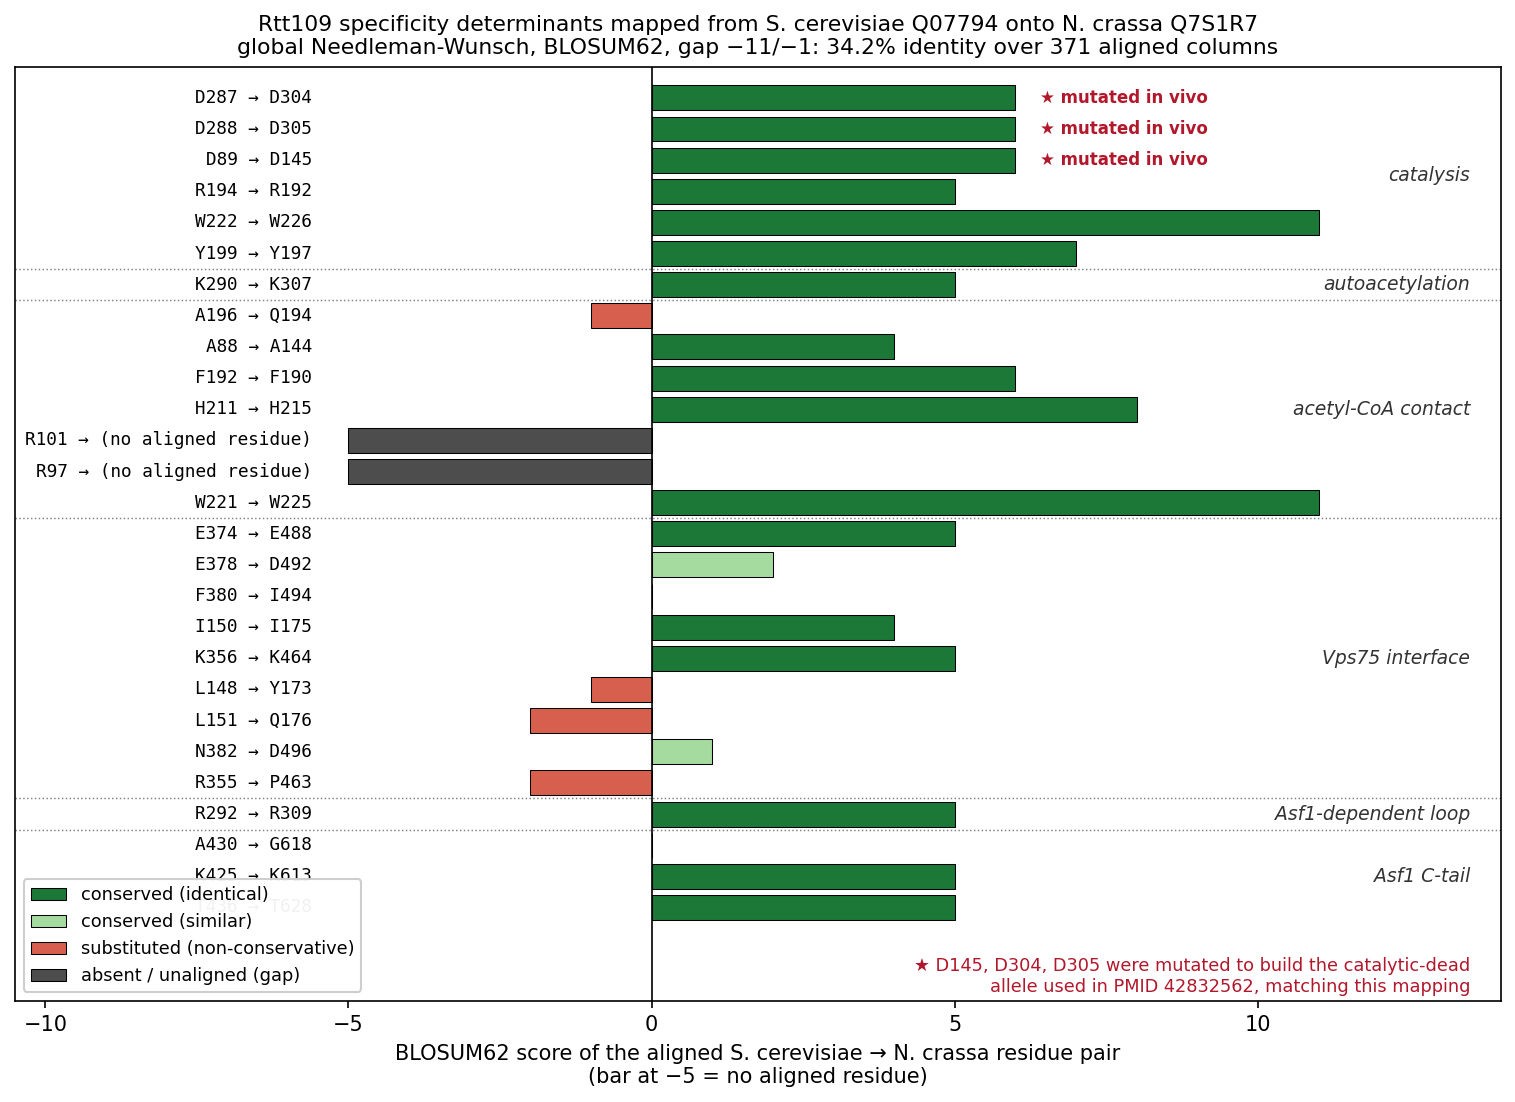 Rtt109 specificity determinants mapped from S. cerevisiae Q07794 onto N. crassa Q7S1R7
global Needleman-Wunsch, BLOSUM62, gap −11/−1: 34.2% identity over 371 aligned columns
D287 → D304
★ mutated in vivo
D288 → D305
★ mutated in vivo
D89 → D145
★ mutated in vivo
catalysis
R194 → R192
W222 → W226
Y199 → Y197
K290 → K307
autoacetylation
A196 → Q194
A88 → A144
F192 → F190
H211 → H215
acetyl-CoA contact
R101 → (no aligned residue)
R97 → (no aligned residue)
W221 → W225
E374 → E488
E378 → D492
F380 → I494
I150 → I175
K356 → K464
Vps75 interface
L148 → Y173
L151 → Q176
N382 → D496
R355 → P463
R292 → R309
Asf1-dependent loop
A430 → G618
K425 → K613
Asf1 C-tail
→ T628
conserved (identical)
conserved (similar)
substituted (non-conservative)
absent / unaligned (gap)
★ D145, D304, D305 were mutated to build the catalytic-dead
allele used in PMID 42832562, matching this mapping
−10
−5
0
5
10
BLOSUM62 score of the aligned S. cerevisiae → N. crassa residue pair
(bar at −5 = no aligned residue)